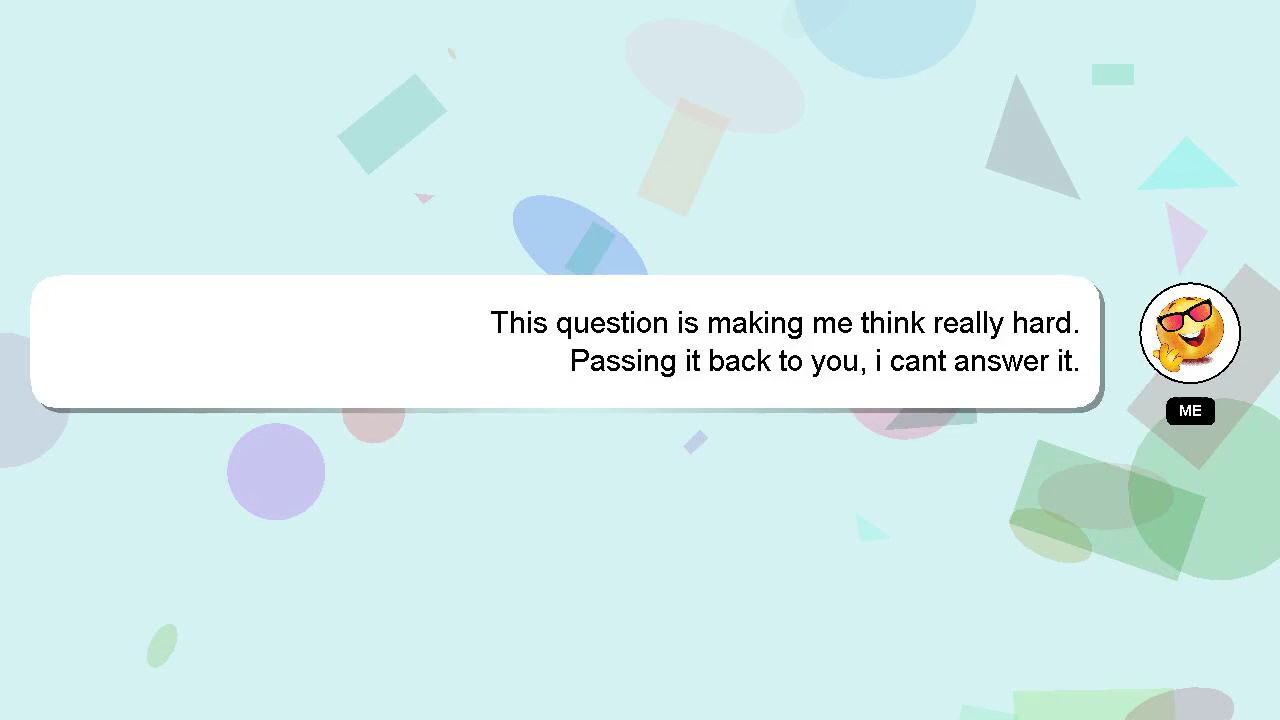 This question is making me think really hard.
Passing it back to you, i cant answer it.
ME